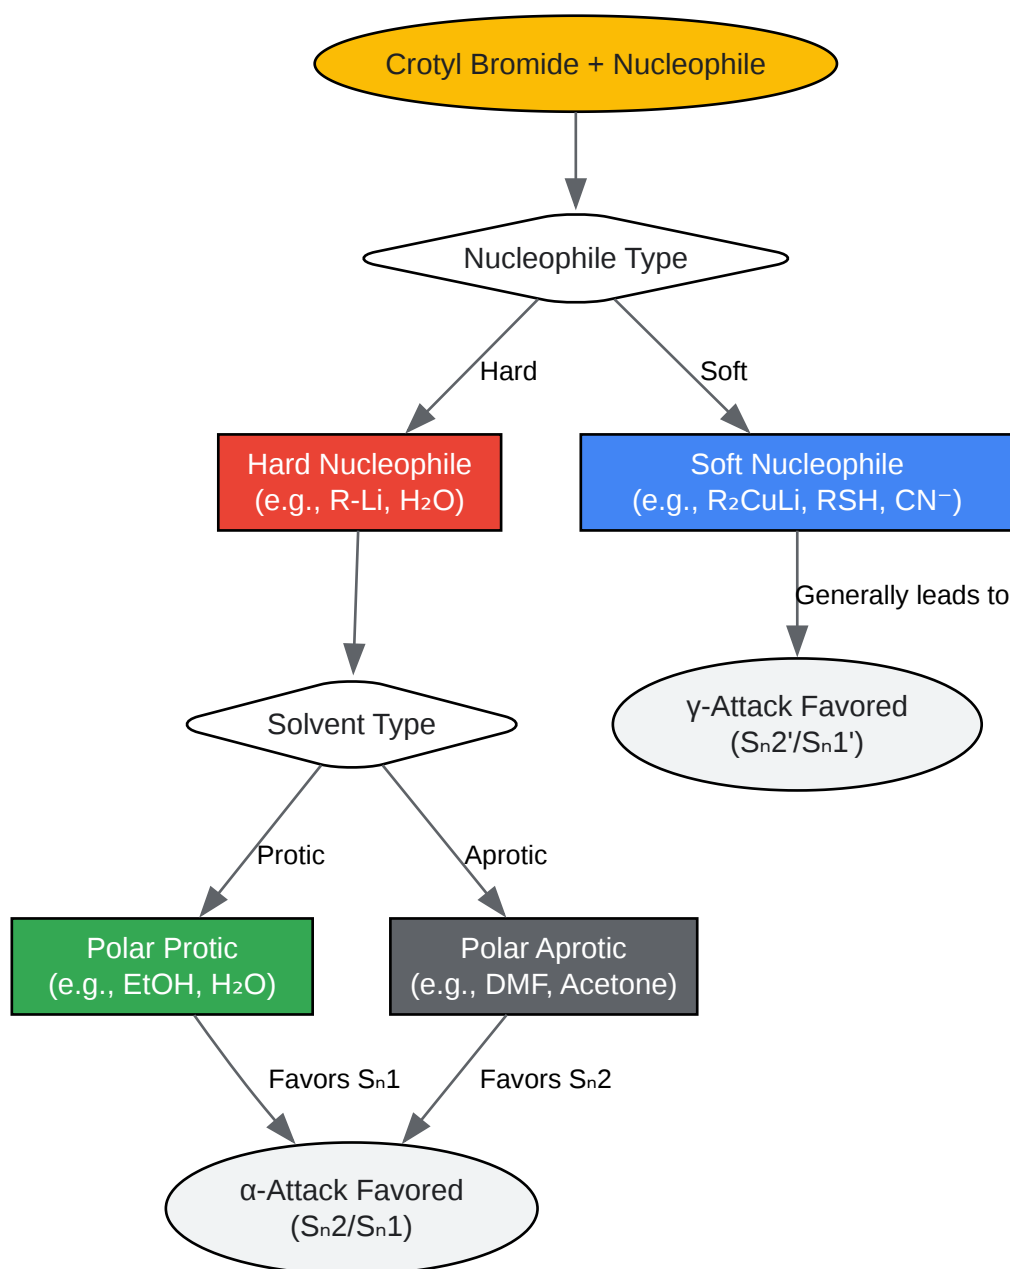 Crotyl Bromide + Nucleophile
Nucleophile Type
Hard
Soft
Hard Nucleophile
(e.g., R-Li, H₂O)
Soft Nucleophile
(e.g., R₂CuLi, RSH, CN⁻)
Generally leads to
γ-Attack Favored
(Sₙ2'/Sₙ1')
Solvent Type
Protic
Aprotic
Polar Protic
(e.g., EtOH, H₂O)
Polar Aprotic
(e.g., DMF, Acetone)
Favors Sₙ1
Favors Sₙ2
α-Attack Favored
(Sₙ2/Sₙ1)